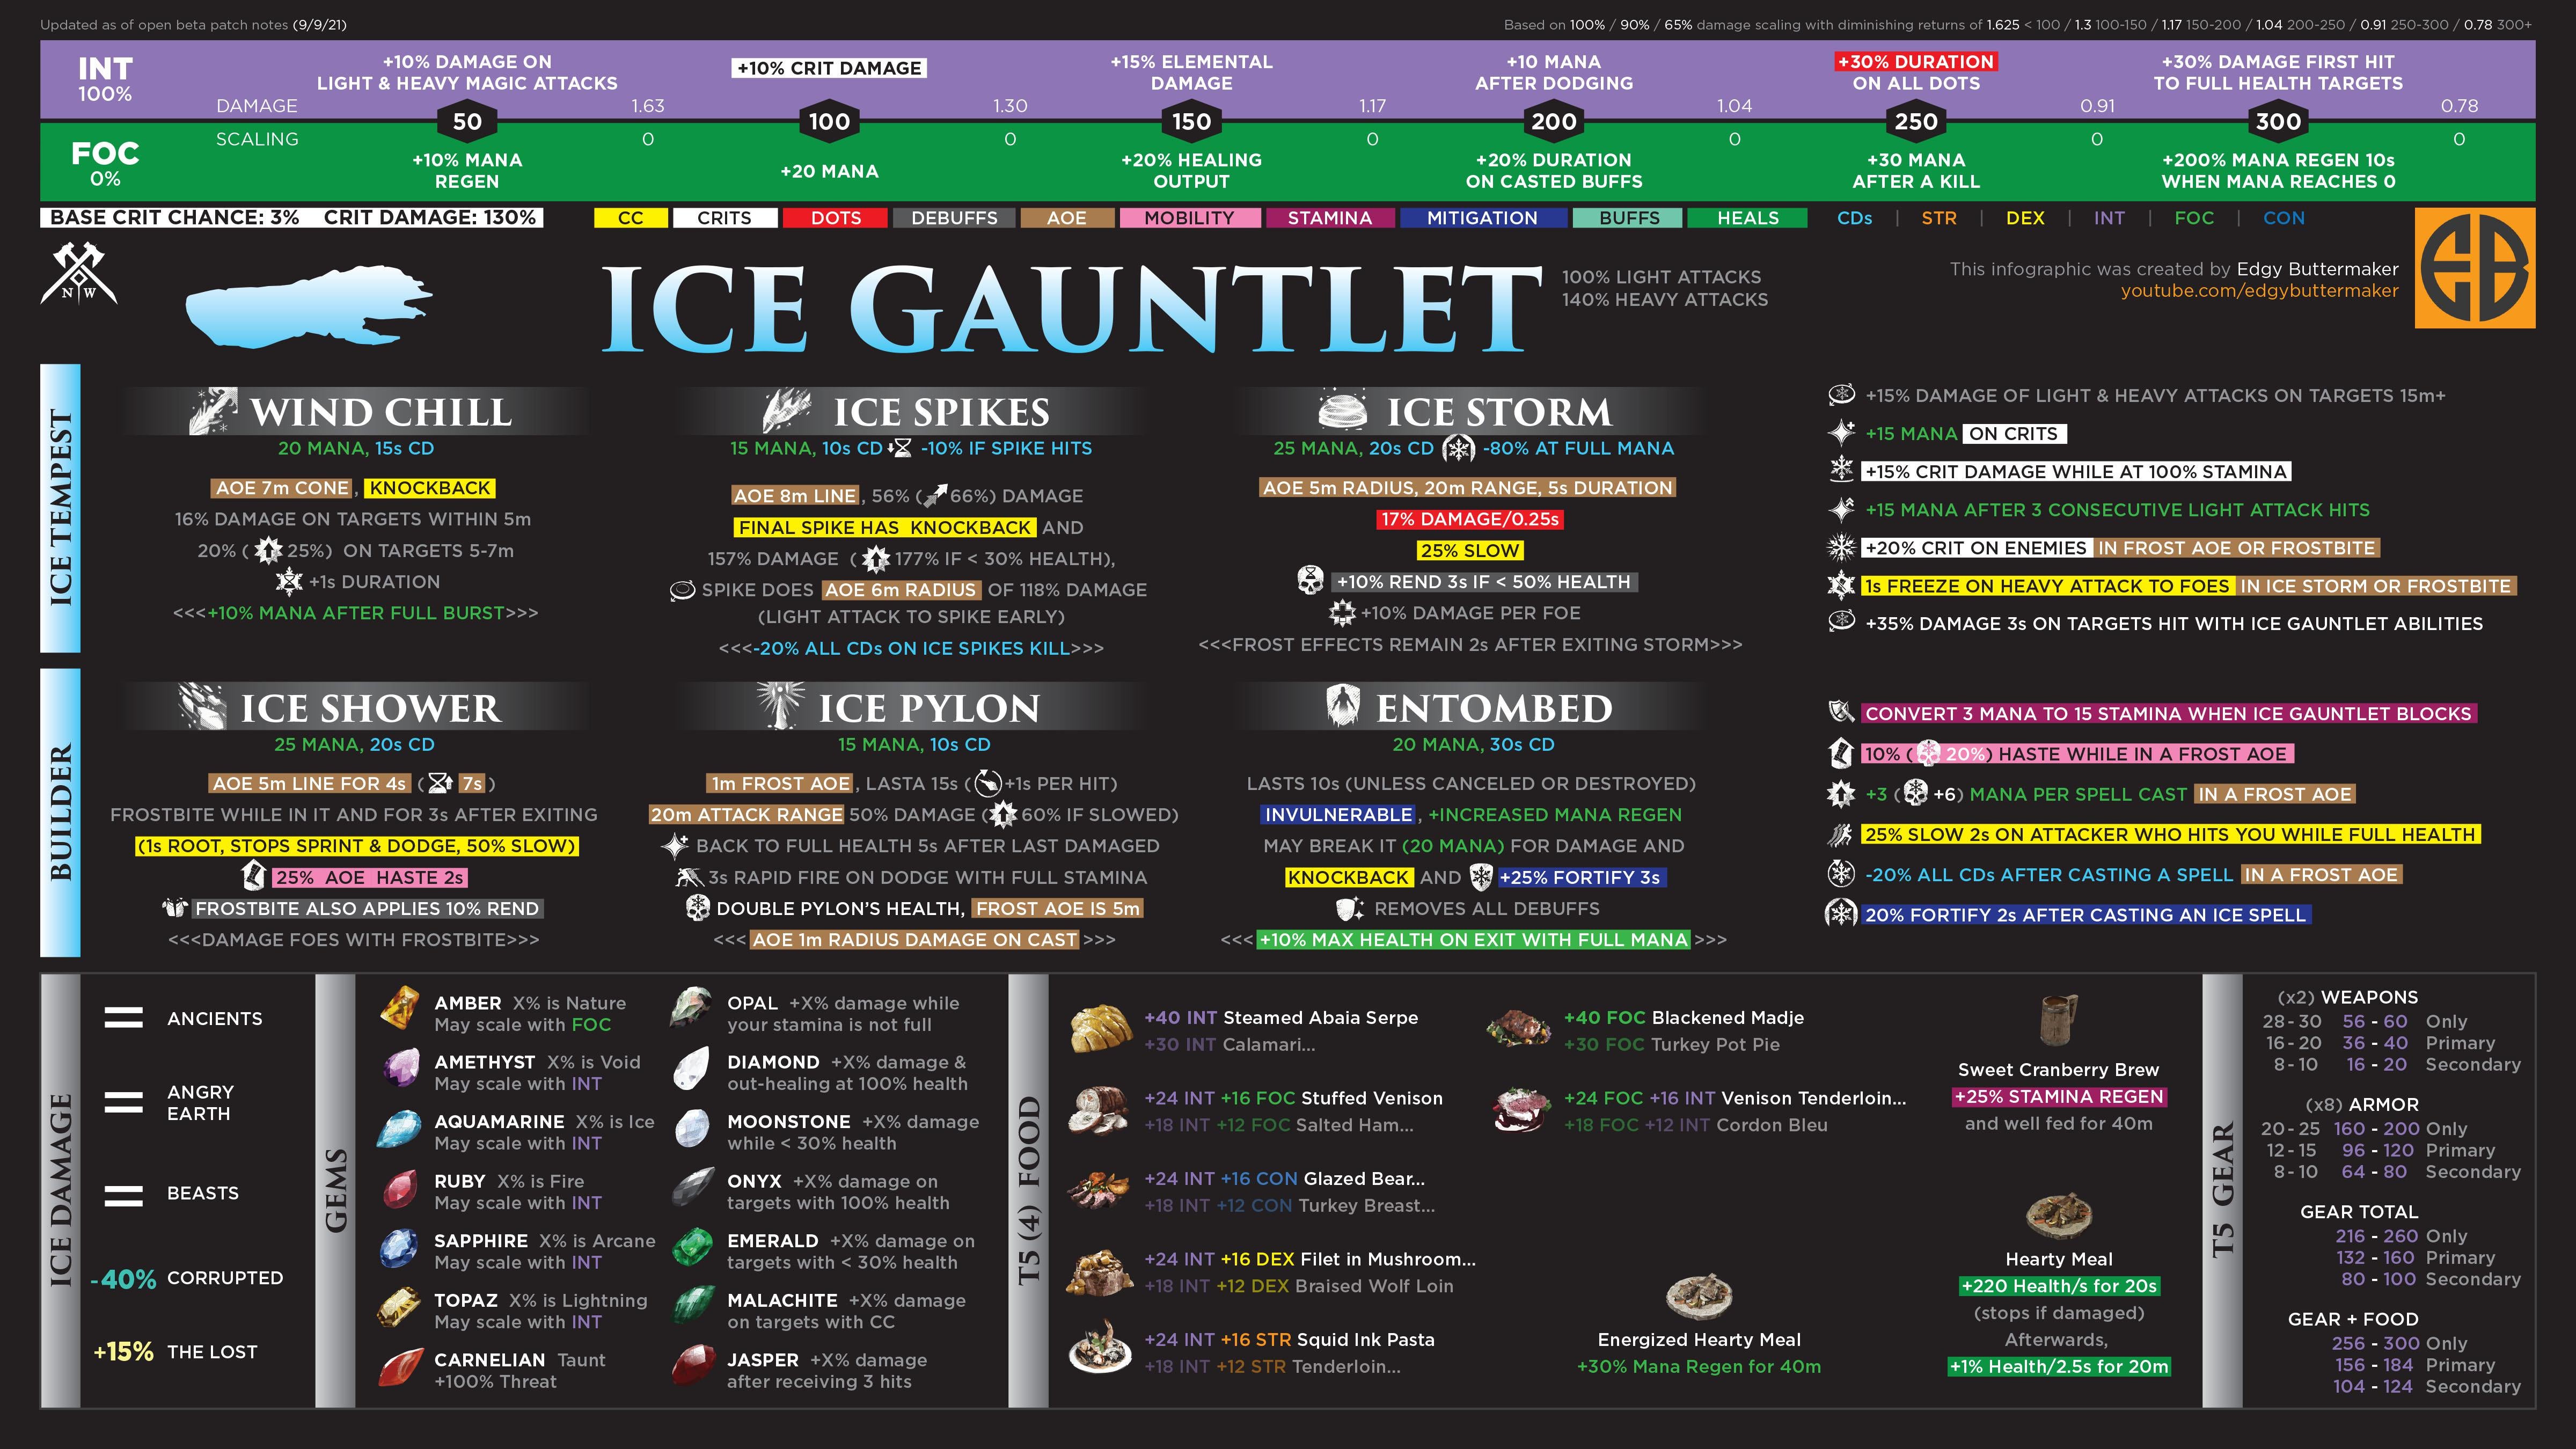 Updated as of open beta patch notes (9/9/21)
Based on 100% / 90% / 65% damage scaling with diminishing returns of 1.625 < 100 / 1.3 100-150 / 1.17 150-200 / 1.04 200-250 / 0.91 250-300 / 0.78 300+
INT
100%
+10% DAMAGE ON
LIGHT & HEAVY MAGIC ATTACKS
+10% CRIT DAMAGE
+15% ELEMENTAL
DAMAGE
+10 MANA
AFTER DODGING
+30% DURATION
ON ALL DOTS
+30% DAMAGE FIRST HIT
TO FULL HEALTH TARGETS
DAMAGE 1.63 1.30 1.17 1.04 0.91 0.78
50 100 150 200 250 300
SCALING 0 0 0 0 0 0
FOC
0%
+10% MANA
REGEN
+20 MANA
+20% HEALING
OUTPUT
+20% DURATION
ON CASTED BUFFS
+30 MANA
AFTER A KILL
+200% MANA REGEN 10s
WHEN MANA REACHES 0
BASE CRIT CHANCE: 3% CRIT DAMAGE: 130%
CC CRITS DOTS DEBUFFS AOE MOBILITY STAMINA MITIGATION BUFFS HEALS CDs | STR | DEX | INT | FOC | CON
N W
ICE GAUNTLET
100% LIGHT ATTACKS
140% HEAVY ATTACKS
This infographic was created by Edgy Buttermaker
youtube.com/edgybuttermaker
EB
ICE TEMPEST
WIND CHILL
20 MANA, 15s CD
AOE 7m CONE, KNOCKBACK
16% DAMAGE ON TARGETS WITHIN 5m
20% ( 25%) ON TARGETS 5-7m
+1s DURATION
<<<+10% MANA AFTER FULL BURST>>>
ICE SPIKES
15 MANA, 10s CD -10% IF SPIKE HITS
AOE 8m LINE, 56% ( 66%) DAMAGE
FINAL SPIKE HAS KNOCKBACK AND
157% DAMAGE ( 177% IF < 30% HEALTH),
SPIKE DOES AOE 6m RADIUS OF 118% DAMAGE
(LIGHT ATTACK TO SPIKE EARLY)
<<<-20% ALL CDs ON ICE SPIKES KILL>>>
ICE STORM
25 MANA, 20s CD -80% AT FULL MANA
AOE 5m RADIUS, 20m RANGE, 5s DURATION
17% DAMAGE/0.25s
25% SLOW
+10% REND 3s IF < 50% HEALTH
+10% DAMAGE PER FOE
<<<FROST EFFECTS REMAIN 2s AFTER EXITING STORM>>>
+15% DAMAGE OF LIGHT & HEAVY ATTACKS ON TARGETS 15m+
+15 MANA ON CRITS
+15% CRIT DAMAGE WHILE AT 100% STAMINA
+15 MANA AFTER 3 CONSECUTIVE LIGHT ATTACK HITS
+20% CRIT ON ENEMIES IN FROST AOE OR FROSTBITE
1s FREEZE ON HEAVY ATTACK TO FOES IN ICE STORM OR FROSTBITE
+35% DAMAGE 3s ON TARGETS HIT WITH ICE GAUNTLET ABILITIES
BUILDER
ICE SHOWER
25 MANA, 20s CD
AOE 5m LINE FOR 4s ( 7s )
FROSTBITE WHILE IN IT AND FOR 3s AFTER EXITING
(1s ROOT, STOPS SPRINT & DODGE, 50% SLOW)
25% AOE HASTE 2s
FROSTBITE ALSO APPLIES 10% REND
<<<DAMAGE FOES WITH FROSTBITE>>>
ICE PYLON
15 MANA, 10s CD
1m FROST AOE, LASTA 15s ( +1s PER HIT)
20m ATTACK RANGE 50% DAMAGE ( 60% IF SLOWED)
BACK TO FULL HEALTH 5s AFTER LAST DAMAGED
3s RAPID FIRE ON DODGE WITH FULL STAMINA
DOUBLE PYLON'S HEALTH, FROST AOE IS 5m
<<< AOE 1m RADIUS DAMAGE ON CAST >>>
ENTOMBED
20 MANA, 30s CD
LASTS 10s (UNLESS CANCELED OR DESTROYED)
INVULNERABLE, +INCREASED MANA REGEN
MAY BREAK IT (20 MANA) FOR DAMAGE AND
KNOCKBACK AND +25% FORTIFY 3s
REMOVES ALL DEBUFFS
<<< +10% MAX HEALTH ON EXIT WITH FULL MANA >>>
CONVERT 3 MANA TO 15 STAMINA WHEN ICE GAUNTLET BLOCKS
10% ( 20%) HASTE WHILE IN A FROST AOE
+3 ( +6) MANA PER SPELL CAST IN A FROST AOE
25% SLOW 2s ON ATTACKER WHO HITS YOU WHILE FULL HEALTH
-20% ALL CDs AFTER CASTING A SPELL IN A FROST AOE
20% FORTIFY 2s AFTER CASTING AN ICE SPELL
ICE DAMAGE
= ANCIENTS
= ANGRY
EARTH
= BEASTS
-40% CORRUPTED
+15% THE LOST
GEMS
AMBER X% is Nature
May scale with FOC
AMETHYST X% is Void
May scale with INT
AQUAMARINE X% is Ice
May scale with INT
RUBY X% is Fire
May scale with INT
SAPPHIRE X% is Arcane
May scale with INT
TOPAZ X% is Lightning
May scale with INT
CARNELIAN Taunt
+100% Threat
OPAL +X% damage while
your stamina is not full
DIAMOND +X% damage &
out-healing at 100% health
MOONSTONE +X% damage
while < 30% health
ONYX +X% damage on
targets with 100% health
EMERALD +X% damage on
targets with < 30% health
MALACHITE +X% damage
on targets with CC
JASPER +X% damage
after receiving 3 hits
T5 (4) FOOD
+40 INT Steamed Abaia Serpe
+30 INT Calamari...
+24 INT +16 FOC Stuffed Venison
+18 INT +12 FOC Salted Ham...
+24 INT +16 CON Glazed Bear...
+18 INT +12 CON Turkey Breast...
+24 INT +16 DEX Filet in Mushroom...
+18 INT +12 DEX Braised Wolf Loin
+24 INT +16 STR Squid Ink Pasta
+18 INT +12 STR Tenderloin...
+40 FOC Blackened Madje
+30 FOC Turkey Pot Pie
+24 FOC +16 INT Venison Tenderloin...
+18 FOC +12 INT Cordon Bleu
Energized Hearty Meal
+30% Mana Regen for 40m
Sweet Cranberry Brew
+25% STAMINA REGEN
and well fed for 40m
Hearty Meal
+220 Health/s for 20s
(stops if damaged)
Afterwards,
+1% Health/2.5s for 20m
T5 GEAR
(x2) WEAPONS
28-30 56 - 60 Only
16-20 36 - 40 Primary
8-10 16 - 20 Secondary
(x8) ARMOR
20-25 160 - 200 Only
12-15 96 - 120 Primary
8-10 64 - 80 Secondary
GEAR TOTAL
216 - 260 Only
132 - 160 Primary
80 - 100 Secondary
GEAR + FOOD
256 - 300 Only
156 - 184 Primary
104 - 124 Secondary